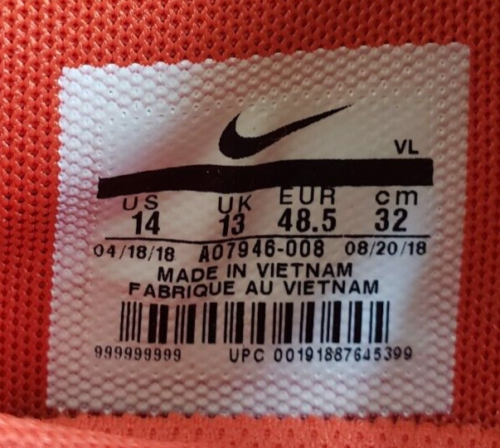 VL
US UK EUR cm
14 13 48.5 32
04/18/18 AO7946-008 08/20/18
MADE IN VIETNAM
FABRIQUE AU VIETNAM
999999999 UPC 00191887645399